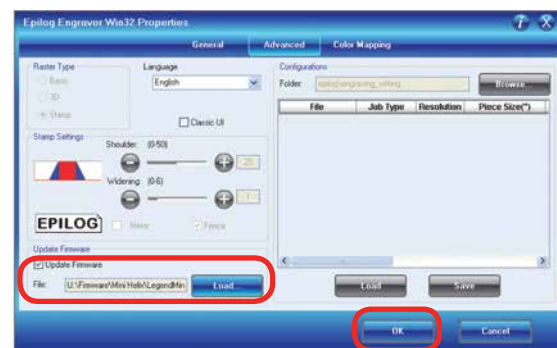 Epilog Engraver Win32 Properties
General Advanced Color Mapping
Raster Type
Basic
3D
Stamp
Language
English
Classic UI
Stamp Settings
Shoulder: (0-50)
25
Widening (0-6)
1
EPILOG
Mirror Fence
Update Firmware
Update Firmware
File: U:\Firmware\Mini Helix\LegendMin Load...
Configurations
Folder: epilog\engraving_setting Browse...
File Job Type Resolution Piece Size(")
Load Save
OK Cancel